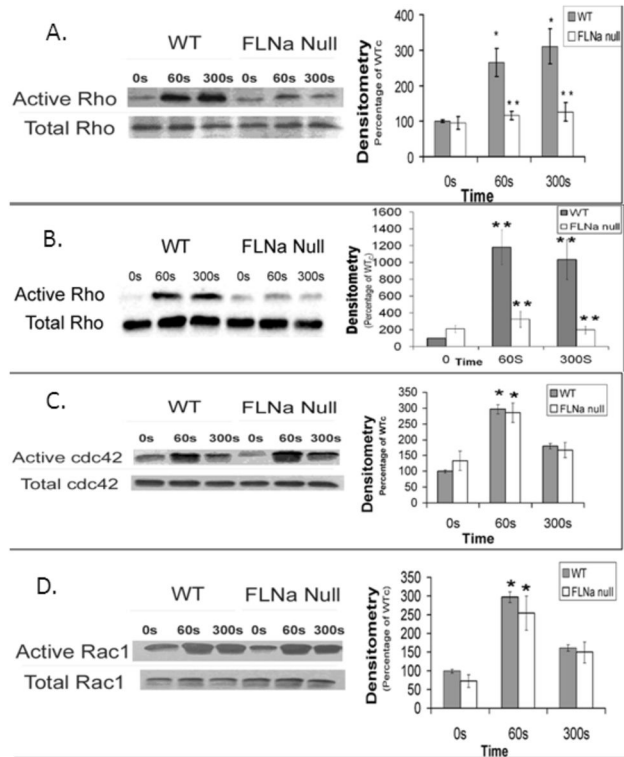 A.
WT FLNa Null
0s 60s 300s 0s 60s 300s
Active Rho
Total Rho
Densitometry
Percentage of WTc
400
300
200
100
0
* *
** **
0s 60s 300s
Time
WT
FLNa null
B.
WT FLNa Null
0s 60s 300s 0s 60s 300s
Active Rho
Total Rho
Densitometry
(Percentage of WTC)
1600
1400
1200
1000
800
600
400
200
** **
** **
0 60S 300S
Time
WT
FLNa null
C.
WT FLNa Null
0s 60s 300s 0s 60s 300s
Active cdc42
Total cdc42
Densitometry
Percentage of WTc
350
300
250
200
150
100
50
0
* *
0s 60s 300s
Time
WT
FLNa null
D.
WT FLNa Null
0s 60s 300s 0s 60s 300s
Active Rac1
Total Rac1
Densitometry
(Percentage of WTc)
350
300
250
200
150
100
50
0
* *
0s 60s 300s
Time
WT
FLNa null